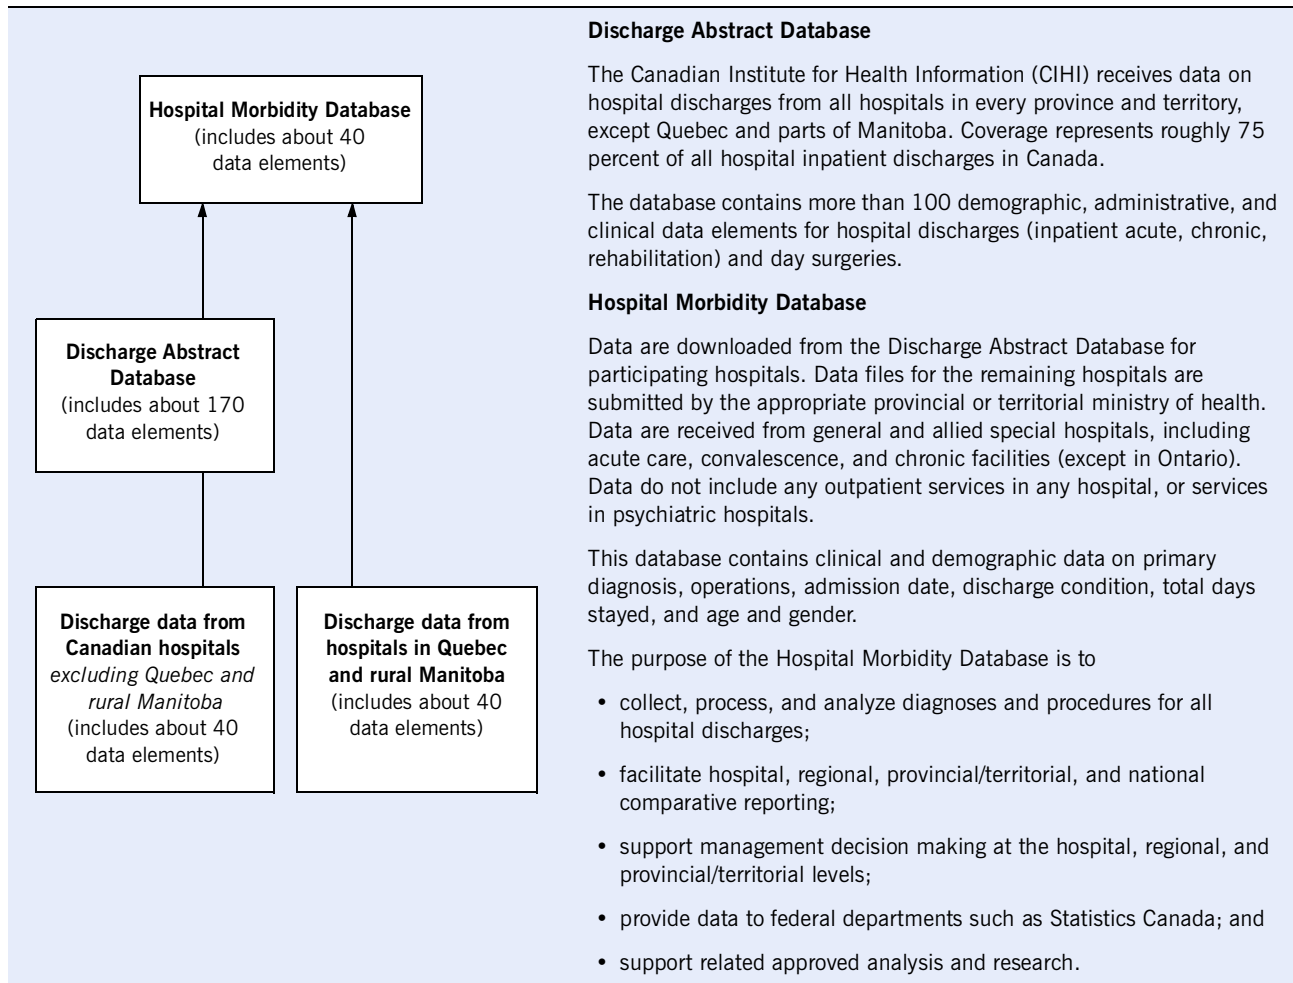 Hospital Morbidity Database
(includes about 40
data elements)
Discharge Abstract
Database
(includes about 170
data elements)
Discharge data from
Canadian hospitals
excluding Quebec and
rural Manitoba
(includes about 40
data elements)
Discharge data from
hospitals in Quebec
and rural Manitoba
(includes about 40
data elements)
Discharge Abstract Database
The Canadian Institute for Health Information (CIHI) receives data on
hospital discharges from all hospitals in every province and territory,
except Quebec and parts of Manitoba. Coverage represents roughly 75
percent of all hospital inpatient discharges in Canada.
The database contains more than 100 demographic, administrative, and
clinical data elements for hospital discharges (inpatient acute, chronic,
rehabilitation) and day surgeries.
Hospital Morbidity Database
Data are downloaded from the Discharge Abstract Database for
participating hospitals. Data files for the remaining hospitals are
submitted by the appropriate provincial or territorial ministry of health.
Data are received from general and allied special hospitals, including
acute care, convalescence, and chronic facilities (except in Ontario).
Data do not include any outpatient services in any hospital, or services
in psychiatric hospitals.
This database contains clinical and demographic data on primary
diagnosis, operations, admission date, discharge condition, total days
stayed, and age and gender.
The purpose of the Hospital Morbidity Database is to
• collect, process, and analyze diagnoses and procedures for all
hospital discharges;
• facilitate hospital, regional, provincial/territorial, and national
comparative reporting;
• support management decision making at the hospital, regional, and
provincial/territorial levels;
• provide data to federal departments such as Statistics Canada; and
• support related approved analysis and research.